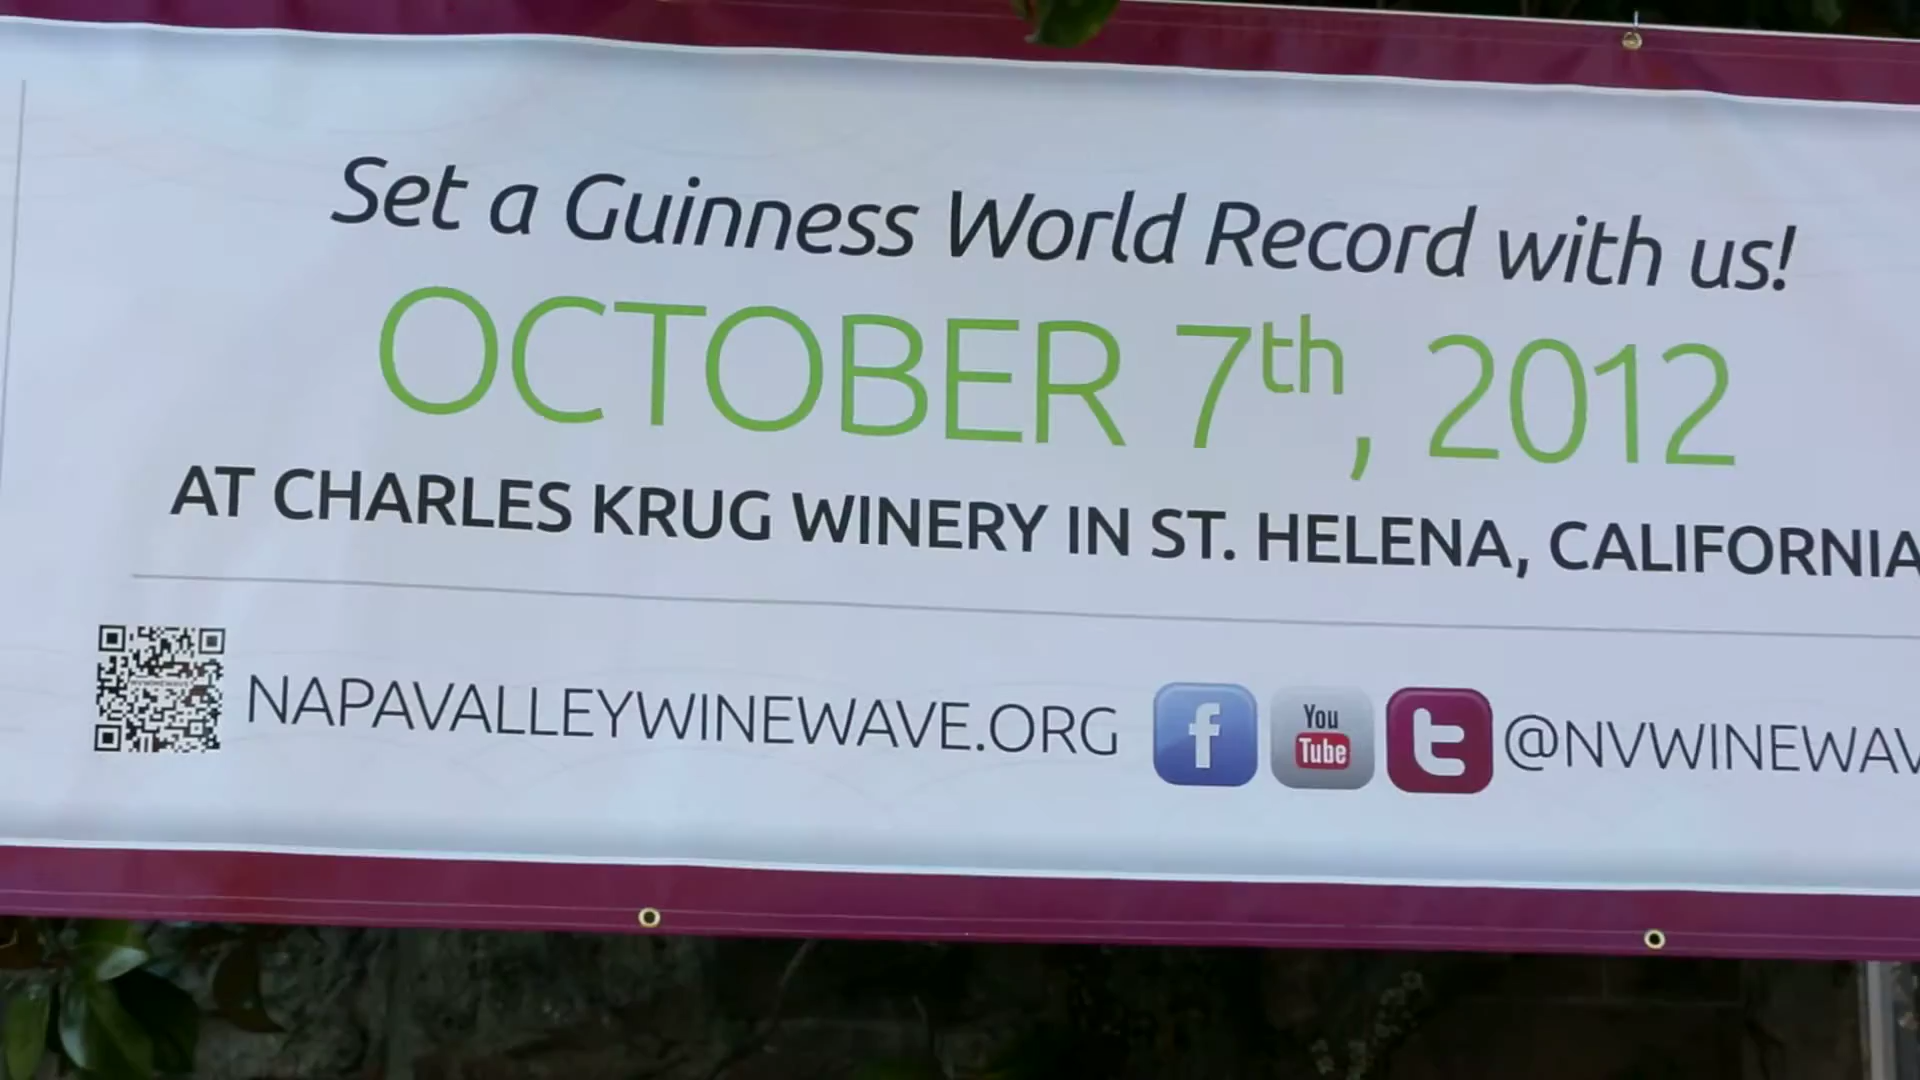 Set a Guinness World Record with us!
OCTOBER 7th, 2012
AT CHARLES KRUG WINERY IN ST. HELENA, CALIFORNIA
NAPAVALLEYWINEWAVE.ORG f You Tube t @NVWINEWAV